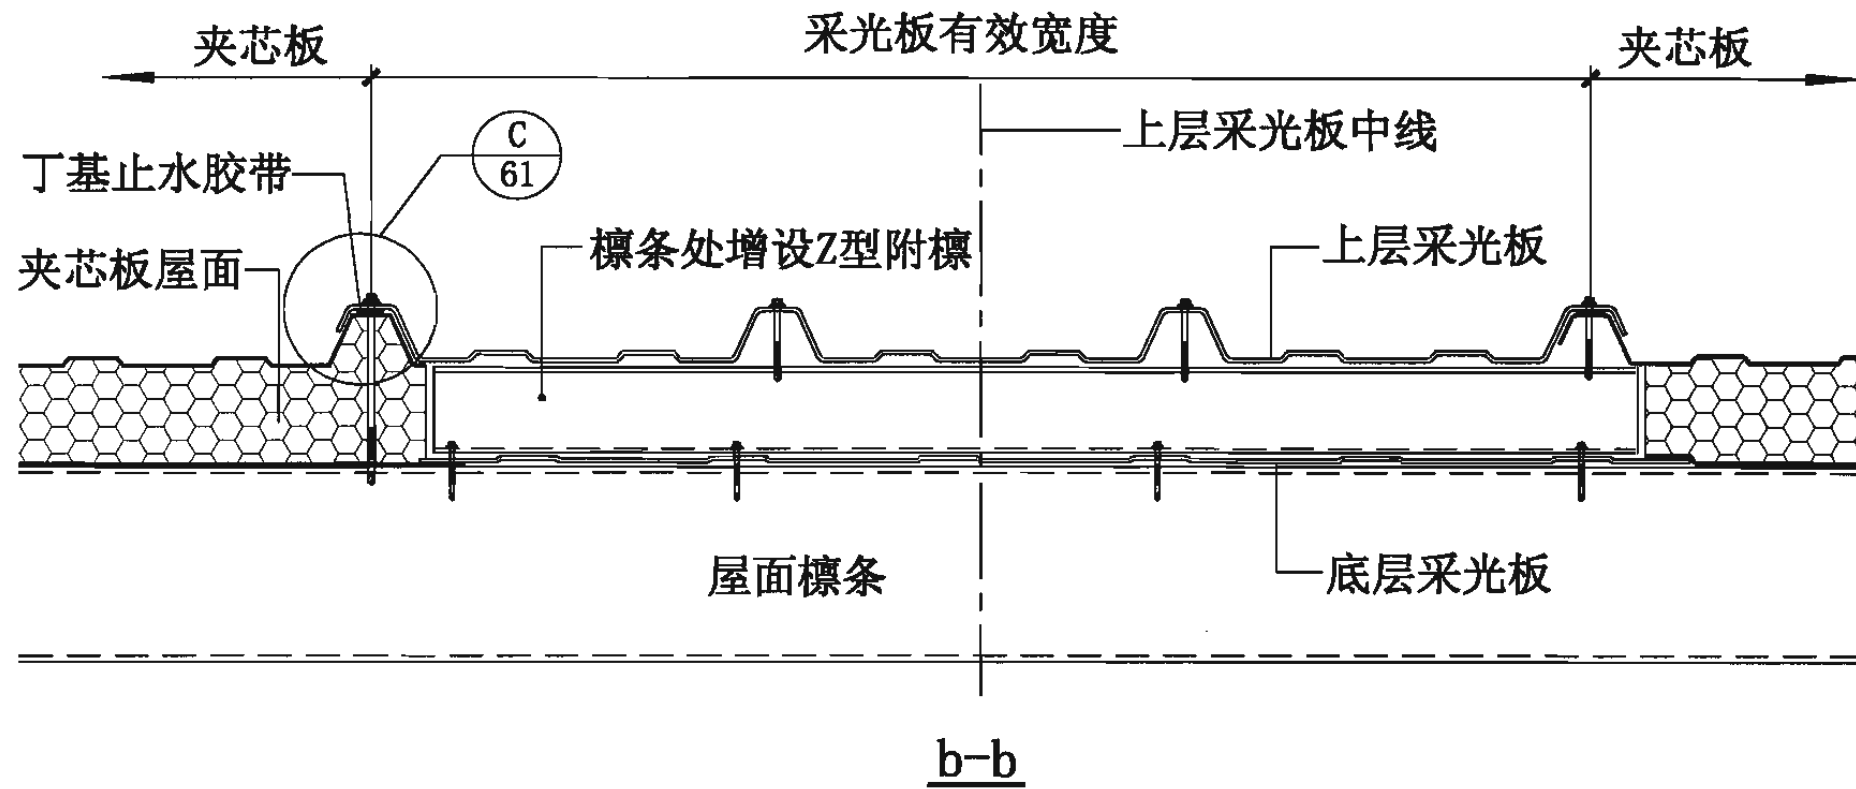 夹芯板
采光板有效宽度
夹芯板
C
61
上层采光板中线
丁基止水胶带
檩条处增设Z型附檩
上层采光板
夹芯板屋面
屋面檩条
底层采光板
b-b